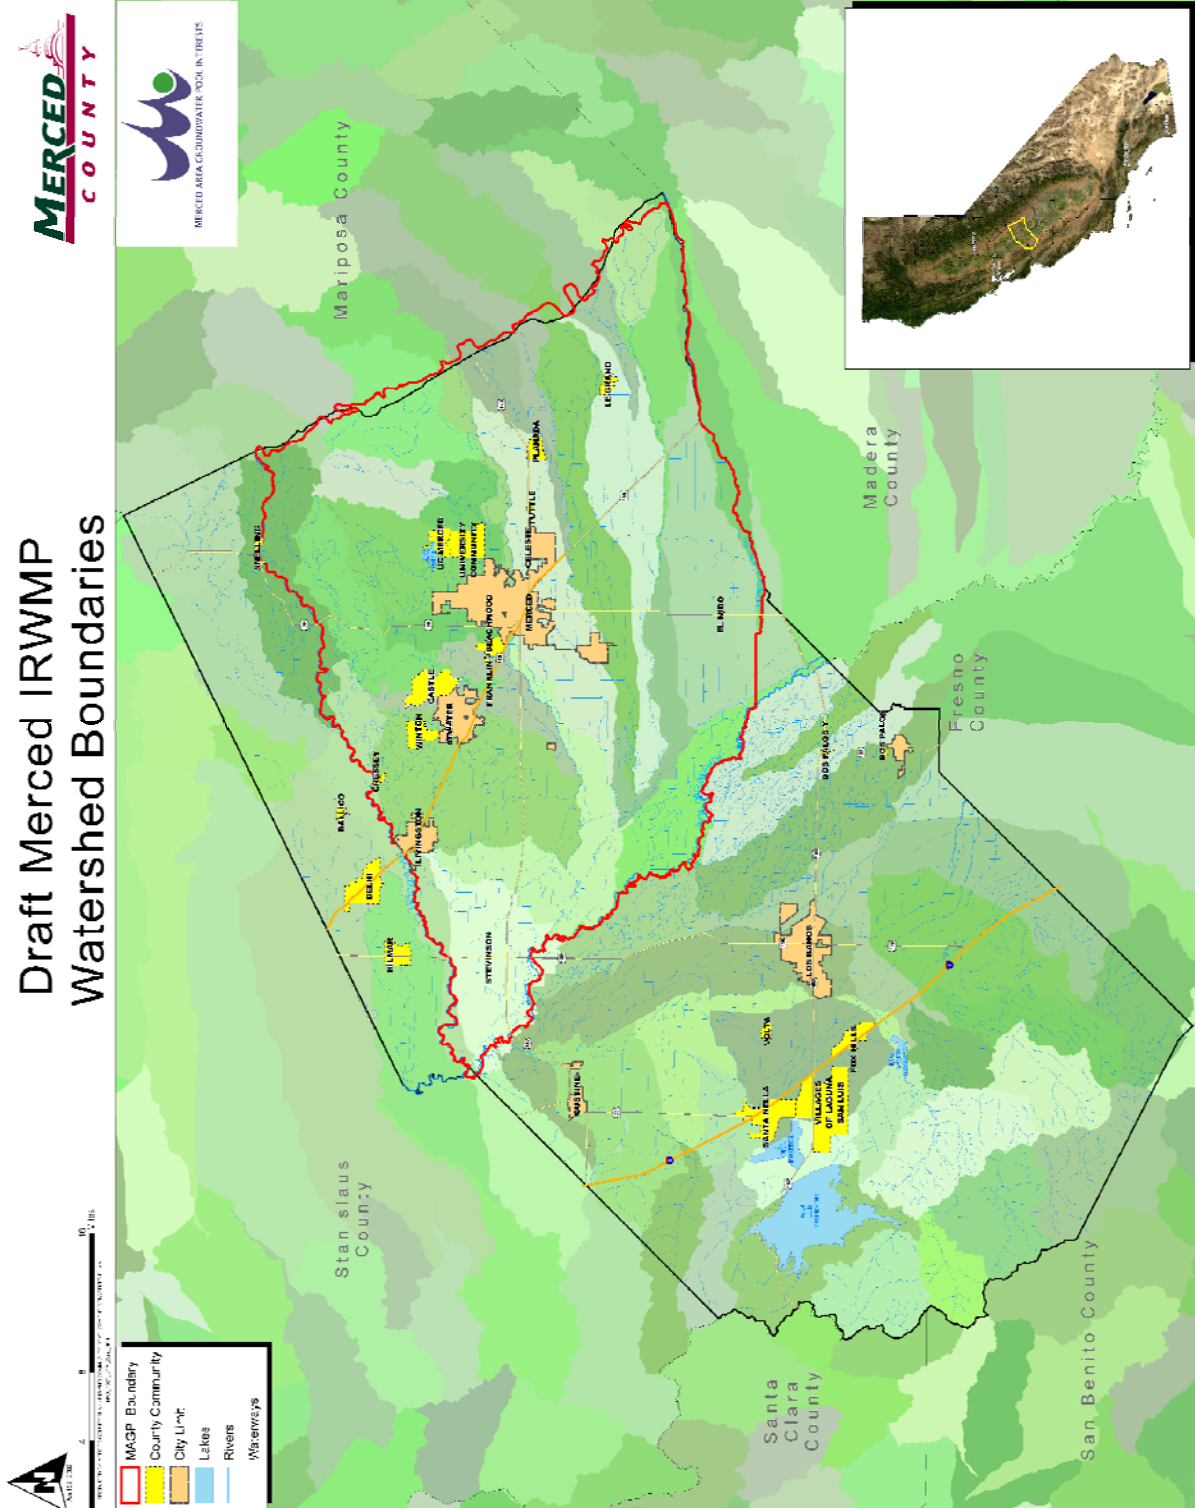 Draft Merced IRWMP
Watershed Boundaries
MERCED
COUNTY
MERCED AREA GROUNDWATER POOL INTERESTS
N
4
8
16
Miles
MAGP Boundary
County Community
City Limit
Lakes
Rivers
Waterways
Mariposa County
Madera
County
Fresno
County
San Benito County
Santa
Clara
County
Stanislaus
County
SNELLING
UC MERCED
UNIVERSITY
COMMUNITY
CELESTE
TUTTLE
PLANADA
LE GRAND
MERCED
FRANKLIN / BEACHWOOD
CASTLE
ATWATER
WINTON
CRESSEY
BALLICO
LIVINGSTON
DELHI
HILMAR
STEVINSON
EL NIDO
DOS PALOS Y
DOS PALOS
LOS BANOS
VOLTA
FOX HILLS
SANTA NELLA
VILLAGES
OF LAGUNA
SAN LUIS
GUSTINE